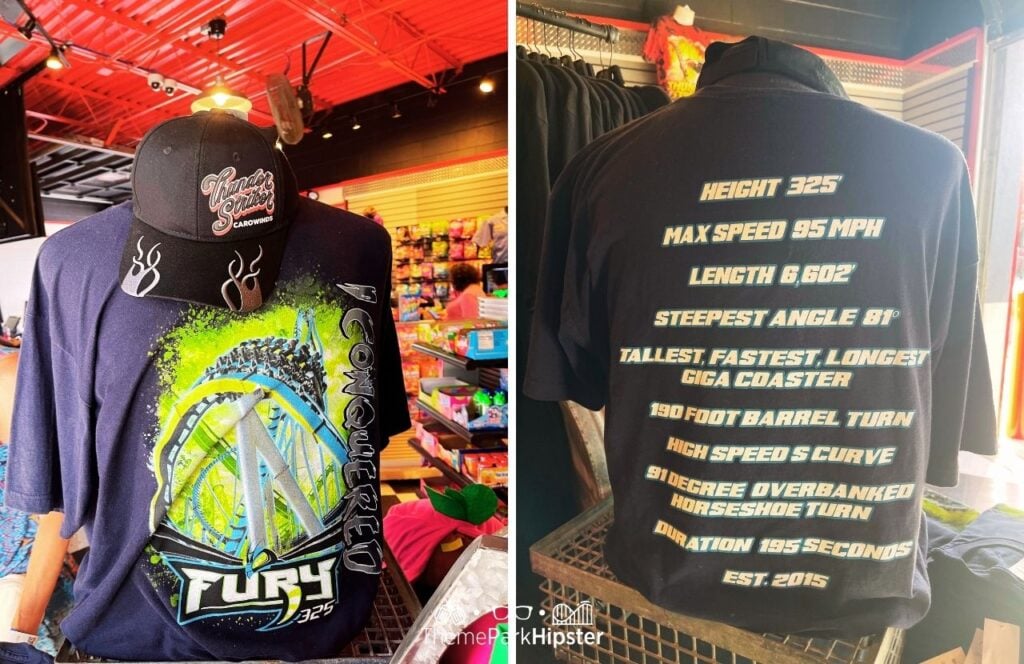 Thunder
Striker
CAROWINDS
I CONQUERED
FURY
325
HEIGHT 325'
MAX SPEED 95 MPH
LENGTH 6,602'
STEEPEST ANGLE 81°
TALLEST, FASTEST, LONGEST
GIGA COASTER
190 FOOT BARREL TURN
HIGH SPEED S CURVE
91 DEGREE OVERBANKED
HORSESHOE TURN
DURATION 195 SECONDS
EST. 2015
ThemeParkHipster